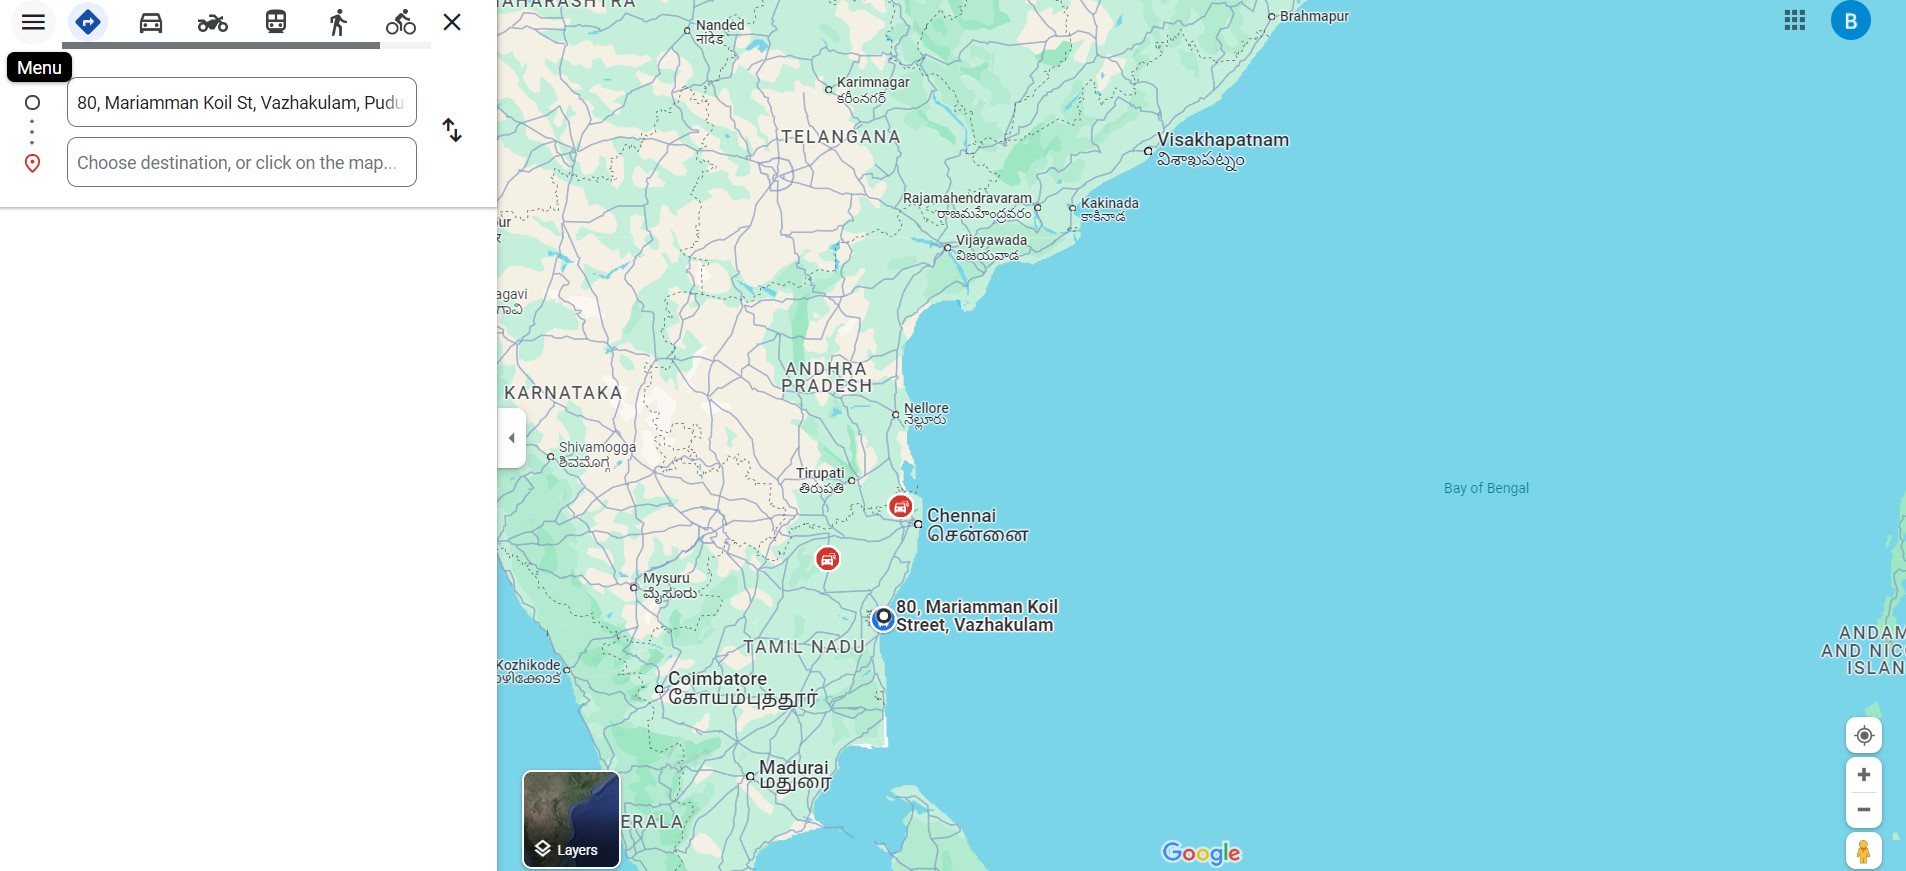 Menu
80, Mariamman Koil St, Vazhakulam, Pudu
Choose destination, or click on the map...
AHARASHTRA
Nanded
नांदेड
Brahmapur
B
Karimnagar
కరీంనగర్
TELANGANA
Visakhapatnam
విశాఖపట్నం
Rajamahendravaram
రాజమహేంద్రవరం
Kakinada
కాకినాడ
ur
Vijayawada
విజయవాడ
agavi
ಗಾವಿ
ANDHRA
PRADESH
KARNATAKA
Nellore
నెల్లూరు
Shivamogga
ಶಿವಮೊಗ್ಗ
Tirupati
తిరుపతి
Bay of Bengal
Chennai
சென்னை
Mysuru
ಮೈಸೂರು
80, Mariamman Koil
Street, Vazhakulam
TAMIL NADU
ANDAM
AND NIC
ISLAN
Kozhikode
ഴിക്കോട്
Coimbatore
கோயம்புத்தூர்
Madurai
மதுரை
ERALA
Layers
Google